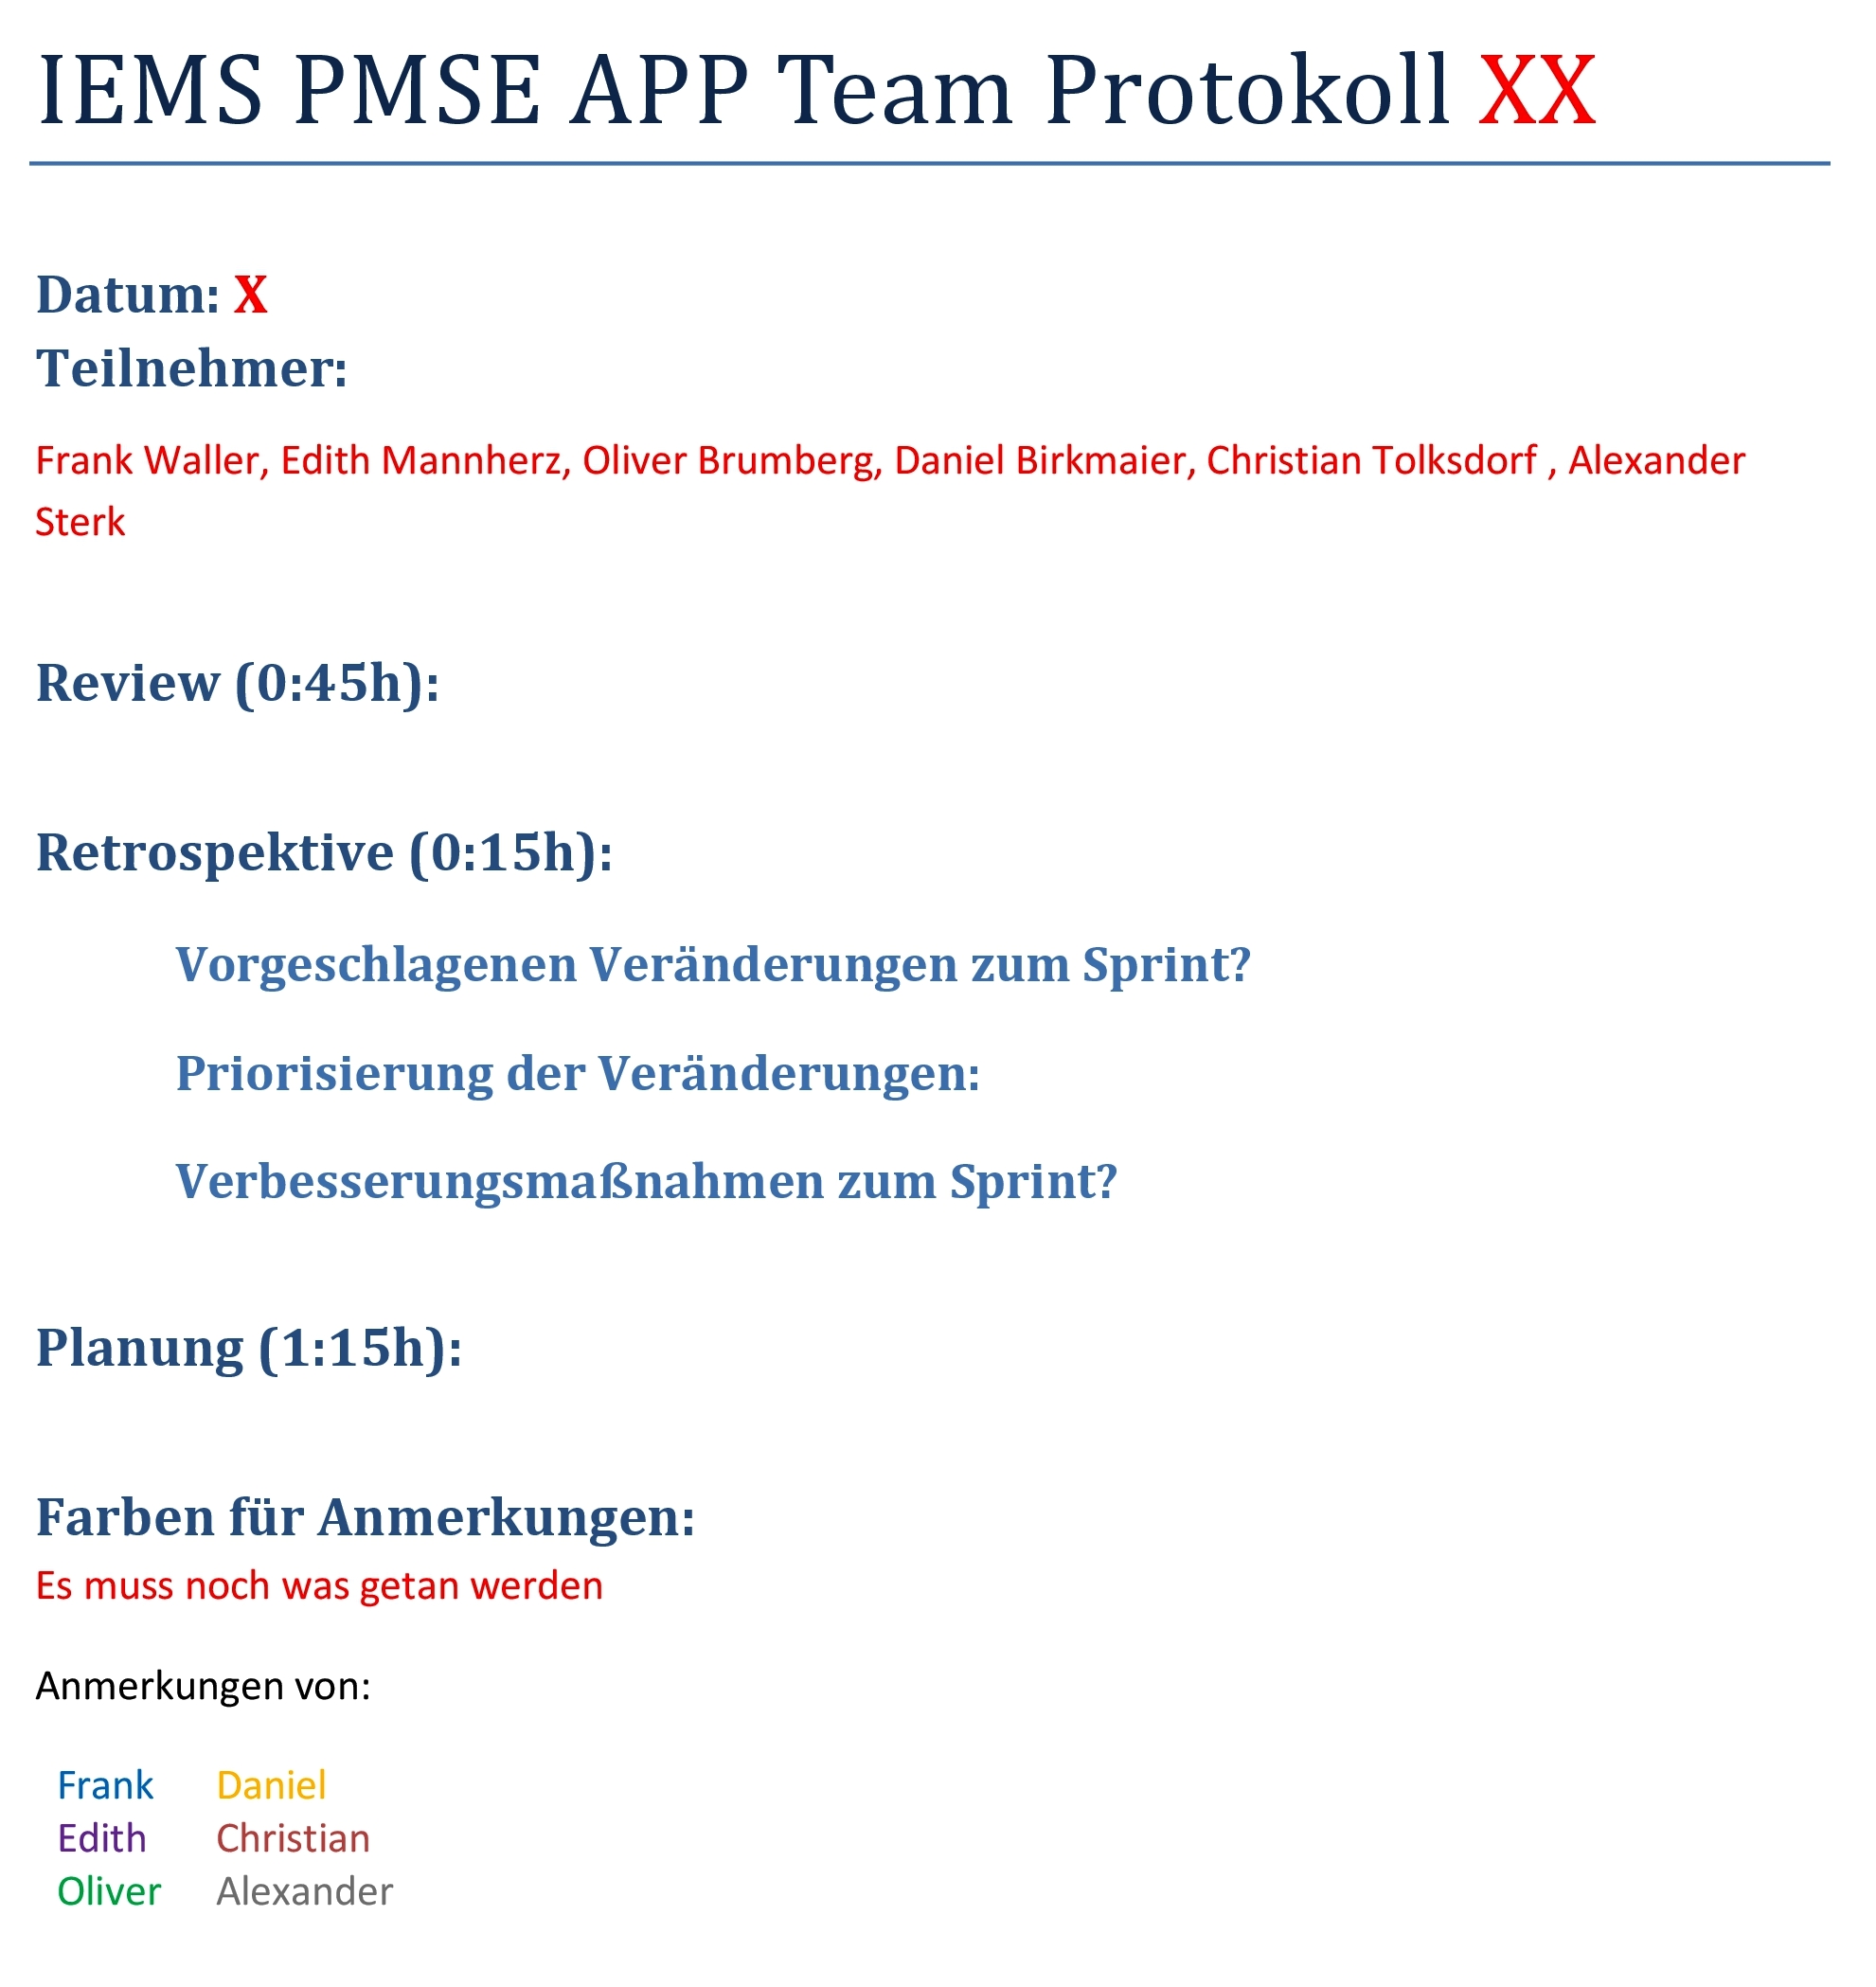 IEMS PMSE APP Team Protokoll XX
Datum: X
Teilnehmer:
Frank Waller, Edith Mannherz, Oliver Brumberg, Daniel Birkmaier, Christian Tolksdorf , Alexander
Sterk
Review (0:45h):
Retrospektive (0:15h):
Vorgeschlagenen Veränderungen zum Sprint?
Priorisierung der Veränderungen:
Verbesserungsmaßnahmen zum Sprint?
Planung (1:15h):
Farben für Anmerkungen:
Es muss noch was getan werden
Anmerkungen von:
Frank Daniel
Edith Christian
Oliver Alexander